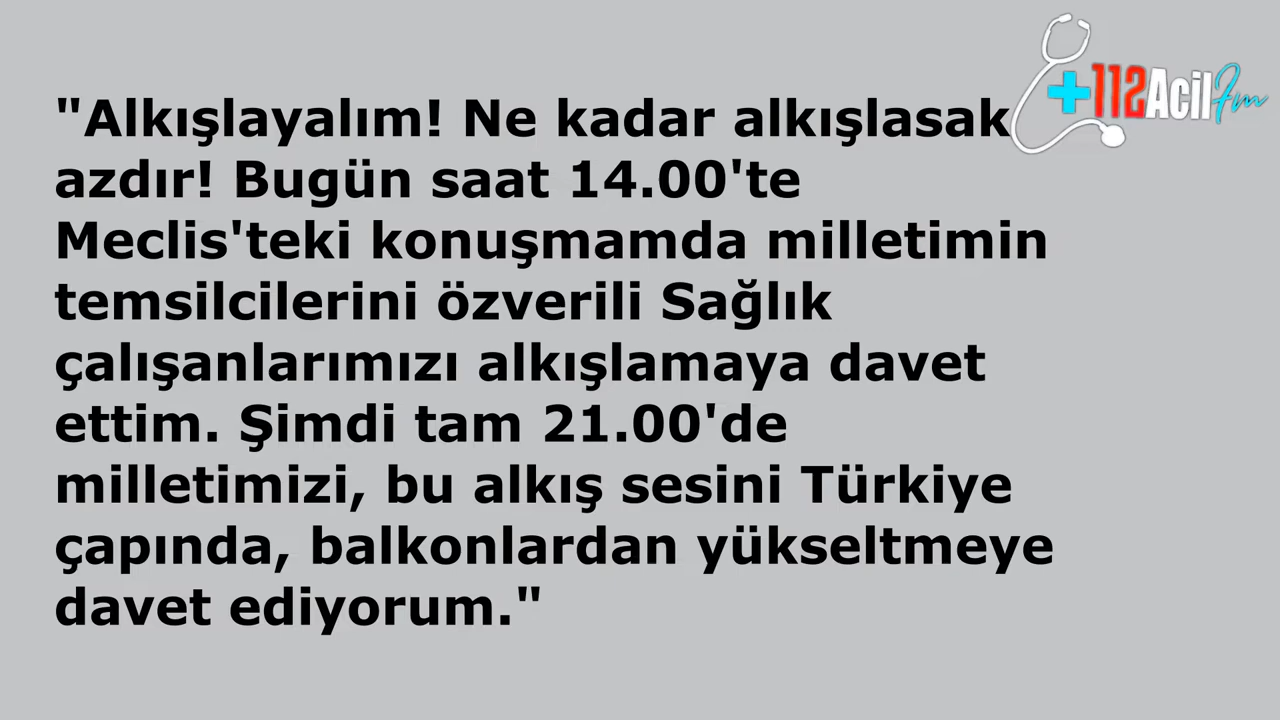 "Alkışlayalım! Ne kadar alkışlasak
azdır! Bugün saat 14.00'te
Meclis'teki konuşmamda milletimin
temsilcilerini özverili Sağlık
çalışanlarımızı alkışlamaya davet
ettim. Şimdi tam 21.00'de
milletimizi, bu alkış sesini Türkiye
çapında, balkonlardan yükseltmeye
davet ediyorum."
+112Acil Fm